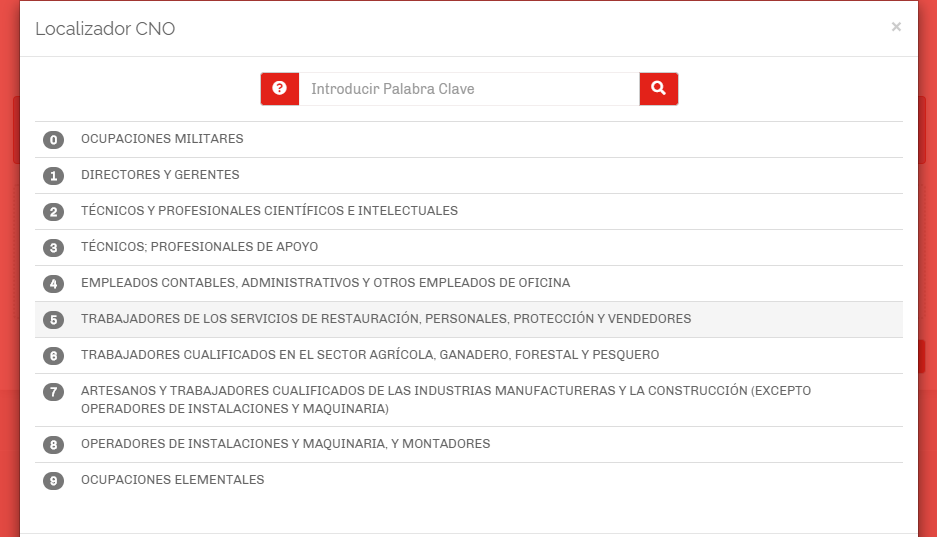 Localizador CNO
×
Introducir Palabra Clave
0 OCUPACIONES MILITARES
1 DIRECTORES Y GERENTES
2 TÉCNICOS Y PROFESIONALES CIENTÍFICOS E INTELECTUALES
3 TÉCNICOS; PROFESIONALES DE APOYO
4 EMPLEADOS CONTABLES, ADMINISTRATIVOS Y OTROS EMPLEADOS DE OFICINA
5 TRABAJADORES DE LOS SERVICIOS DE RESTAURACIÓN, PERSONALES, PROTECCIÓN Y VENDEDORES
6 TRABAJADORES CUALIFICADOS EN EL SECTOR AGRÍCOLA, GANADERO, FORESTAL Y PESQUERO
7 ARTESANOS Y TRABAJADORES CUALIFICADOS DE LAS INDUSTRIAS MANUFACTURERAS Y LA CONSTRUCCIÓN (EXCEPTO
OPERADORES DE INSTALACIONES Y MAQUINARIA)
8 OPERADORES DE INSTALACIONES Y MAQUINARIA, Y MONTADORES
9 OCUPACIONES ELEMENTALES